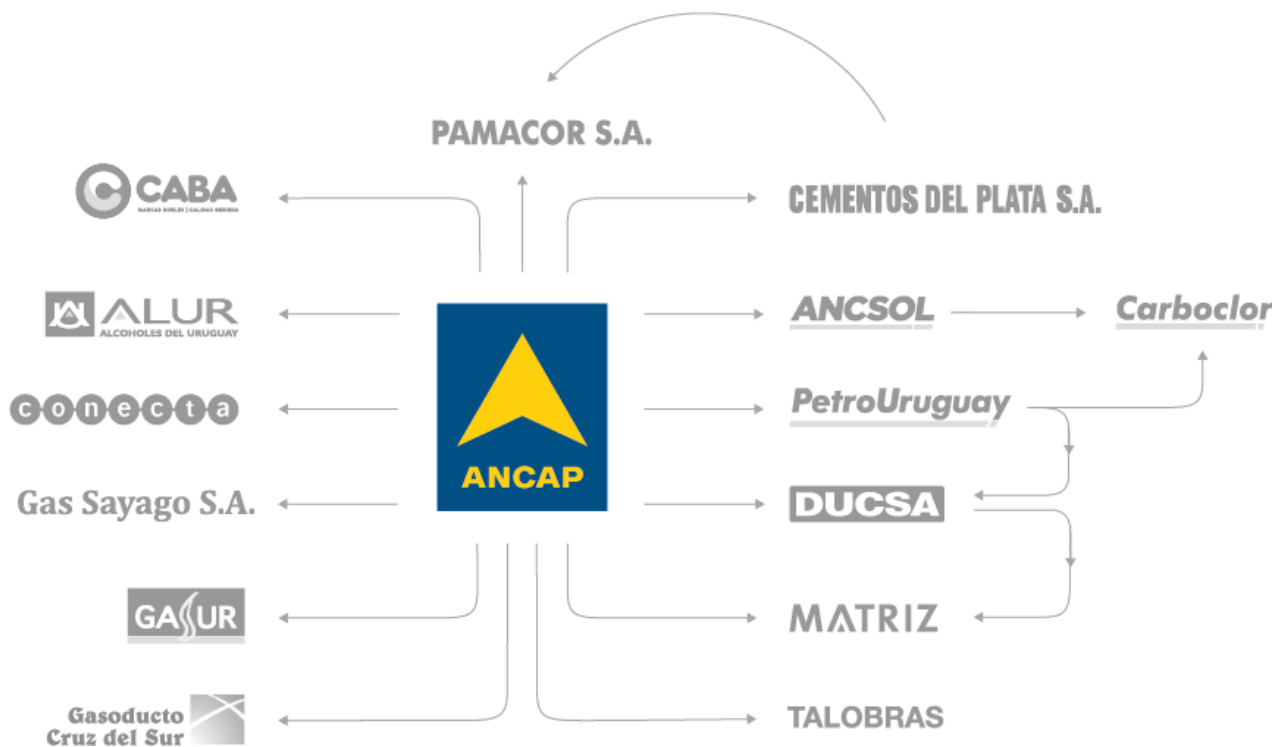 PAMACOR S.A.
CABA
CEMENTOS DEL PLATA S.A.
ALUR
ALCOHOLES DEL URUGUAY
ANCSOL
Carboclor
conecta
PetroUruguay
ANCAP
Gas Sayago S.A.
DUCSA
GASUR
MATRIZ
Gasoducto
Cruz del Sur
TALOBRAS